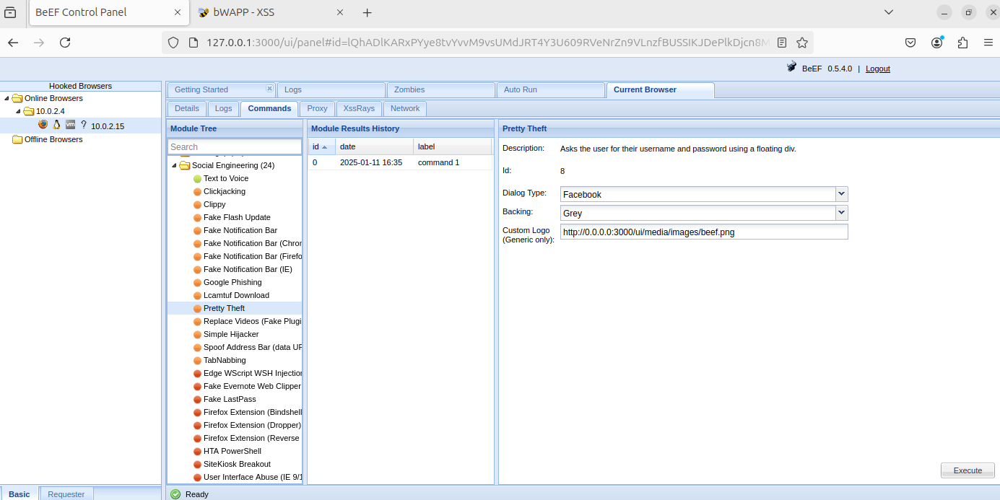 BeEF Control Panel
bWAPP - XSS
127.0.0.1:3000/ui/panel#id=lQhADlKARxPYye8tvYvvM9vsUMdJRT4Y3U609RVeNrZn9VLnzfBUSSIKJDePlkDjcn8M
BeEF 0.5.4.0 | Logout
Hooked Browsers
Online Browsers
10.0.2.4
vm ? 10.0.2.15
Offline Browsers
Basic
Requester
Getting Started
Logs
Zombies
Auto Run
Current Browser
Details
Logs
Commands
Proxy
XssRays
Network
Module Tree
Search
Social Engineering (24)
Text to Voice
Clickjacking
Clippy
Fake Flash Update
Fake Notification Bar
Fake Notification Bar (Chror
Fake Notification Bar (Firefo
Fake Notification Bar (IE)
Google Phishing
Lcamtuf Download
Pretty Theft
Replace Videos (Fake Plugi
Simple Hijacker
Spoof Address Bar (data UR
TabNabbing
Edge WScript WSH Injection
Fake Evernote Web Clipper
Fake LastPass
Firefox Extension (Bindshell
Firefox Extension (Dropper)
Firefox Extension (Reverse
HTA PowerShell
SiteKiosk Breakout
User Interface Abuse (IE 9/1
Module Results History
id date label
0 2025-01-11 16:35 command 1
Pretty Theft
Description: Asks the user for their username and password using a floating div.
Id: 8
Dialog Type: Facebook
Backing: Grey
Custom Logo
(Generic only): http://0.0.0.0:3000/ui/media/images/beef.png
Execute
Ready